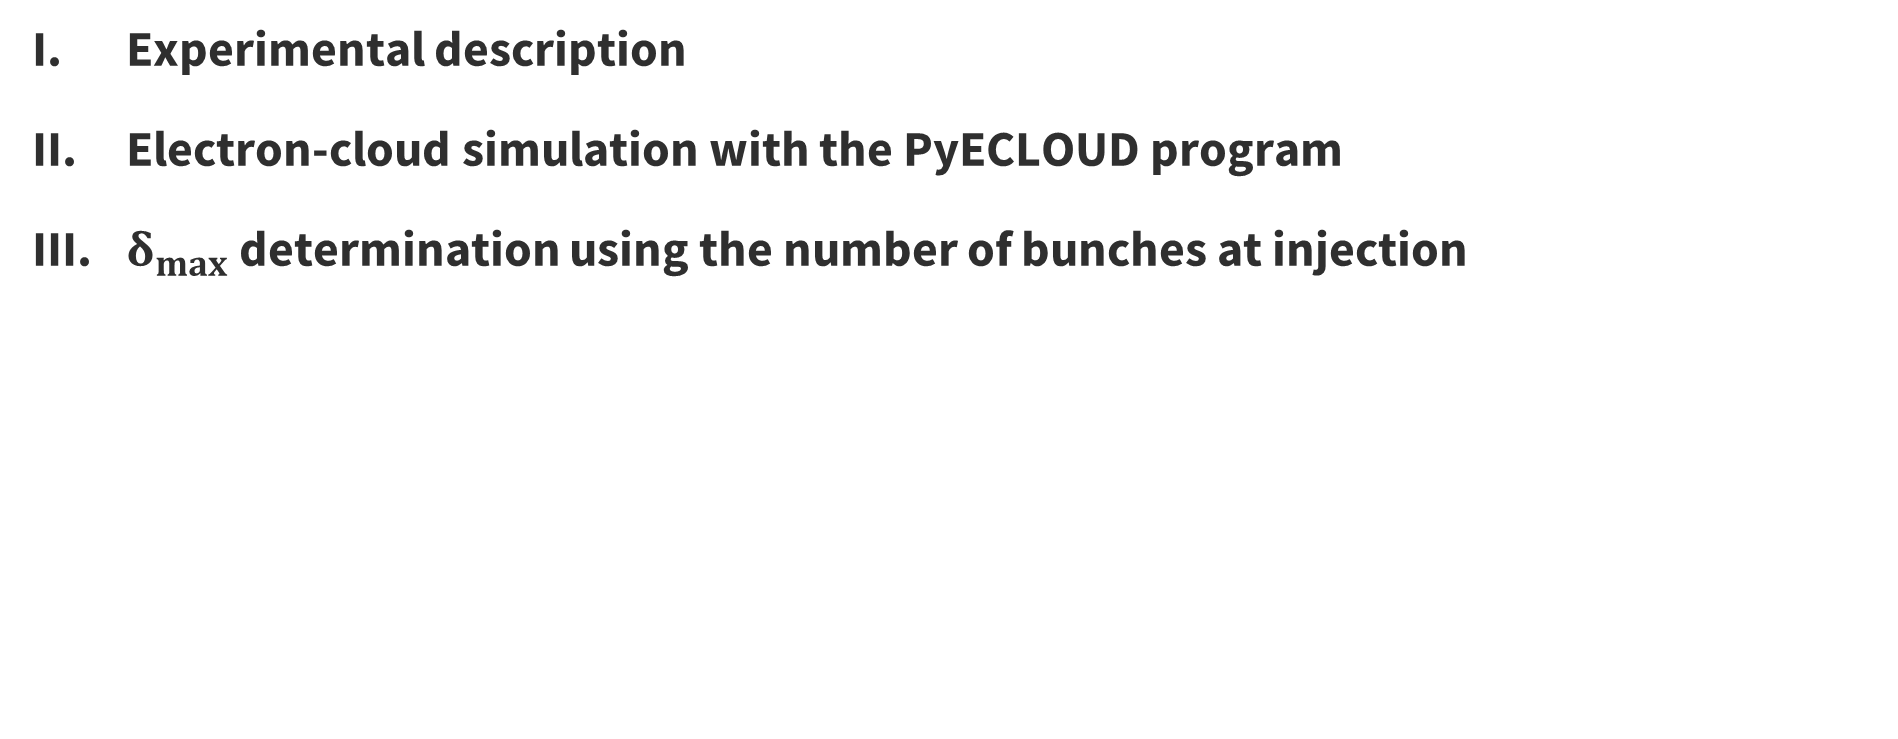 I. Experimental description
II. Electron-cloud simulation with the PyECLOUD program
III. δmax determination using the number of bunches at injection